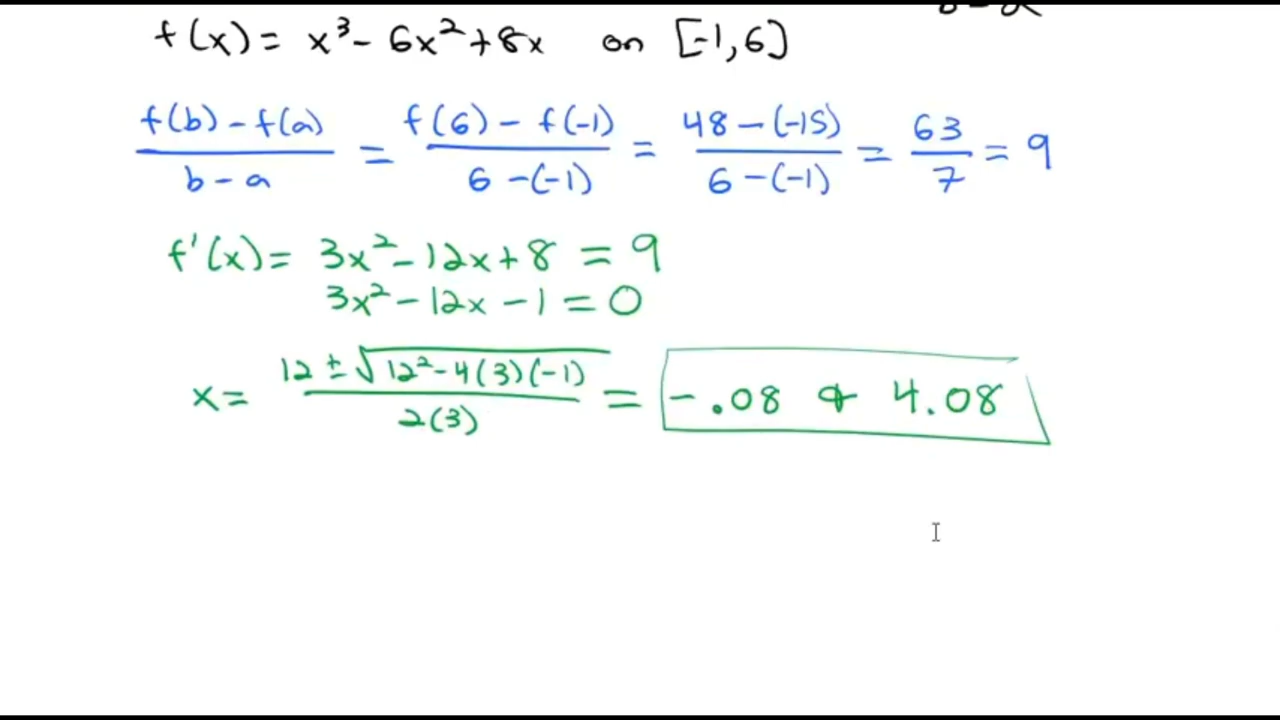 f(x) = x³ - 6x² + 8x on [-1, 6]
f(b) - f(a) / b - a = f(6) - f(-1) / 6 - (-1) = 48 - (-15) / 6 - (-1) = 63 / 7 = 9
f'(x) = 3x² - 12x + 8 = 9
3x² - 12x - 1 = 0
x = 12 ± √(12² - 4(3)(-1)) / 2(3) = -.08 & 4.08